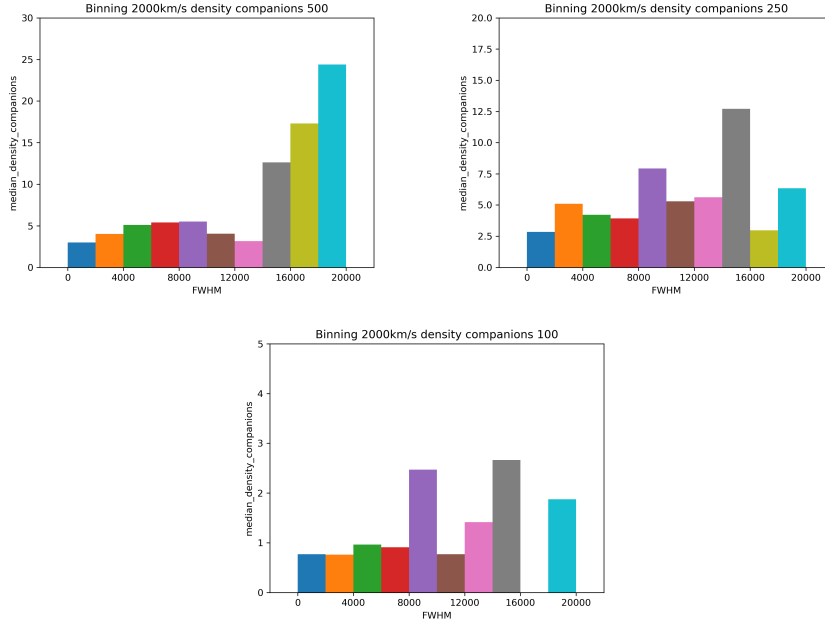 Binning 2000km/s density companions 500
30
25
20
15
10
5
0
median_density_companions
0 4000 8000 12000 16000 20000
FWHM
Binning 2000km/s density companions 250
20.0
17.5
15.0
12.5
10.0
7.5
5.0
2.5
0.0
median_density_companions
0 4000 8000 12000 16000 20000
FWHM
Binning 2000km/s density companions 100
5
4
3
2
1
0
median_density_companions
0 4000 8000 12000 16000 20000
FWHM